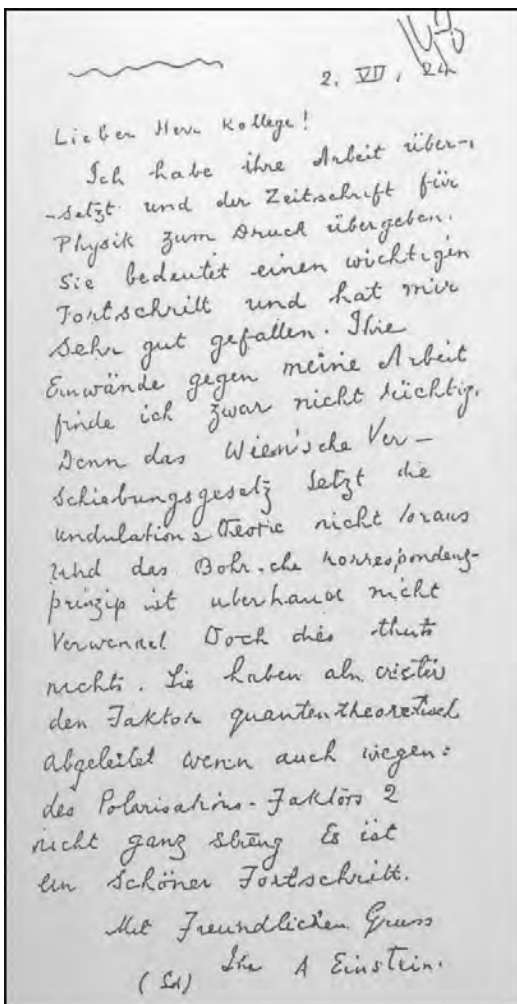 2. VII, 24
Lieber Herr Kollege!
Ich habe ihre Arbeit über-
-setzt und der Zeitschrift für
Physik zum Druck übergeben.
Sie bedeutet einen wichtigen
Fortschritt und hat mir
sehr gut gefallen. Ihre
Einwände gegen meine Arbeit
finde ich zwar nicht richtig.
Denn das Wien'sche Ver-
schiebungsgesetz setzt die
undulations theorie nicht voraus
und das Bohr.che korrespondenz-
prinzip ist uberhaupt nicht
verwendet Doch dies thut
nichts. Sie haben als erster
den Faktor quantentheoretisch
abgeleitet wenn auch wegen
des Polarisations-Faktors 2
nicht ganz streng Es ist
ein schöner Fortschritt.
Mit Freundlichen Gruss
Ihr A Einstein.
(Sd)